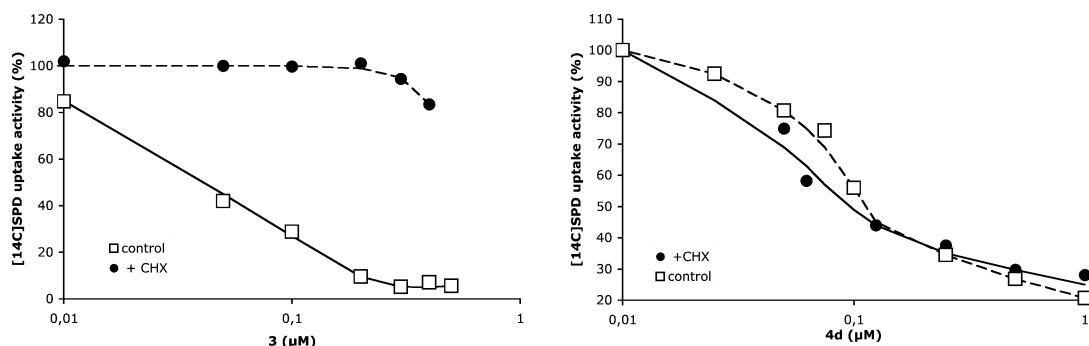 [14C]SPD uptake activity (%)
120
100
80
60
40
20
0
0,01
0,1
1
3 (µM)
control
+ CHX
[14C]SPD uptake activity (%)
110
100
90
80
70
60
50
40
30
20
0,01
0,1
1
4d (µM)
+CHX
control